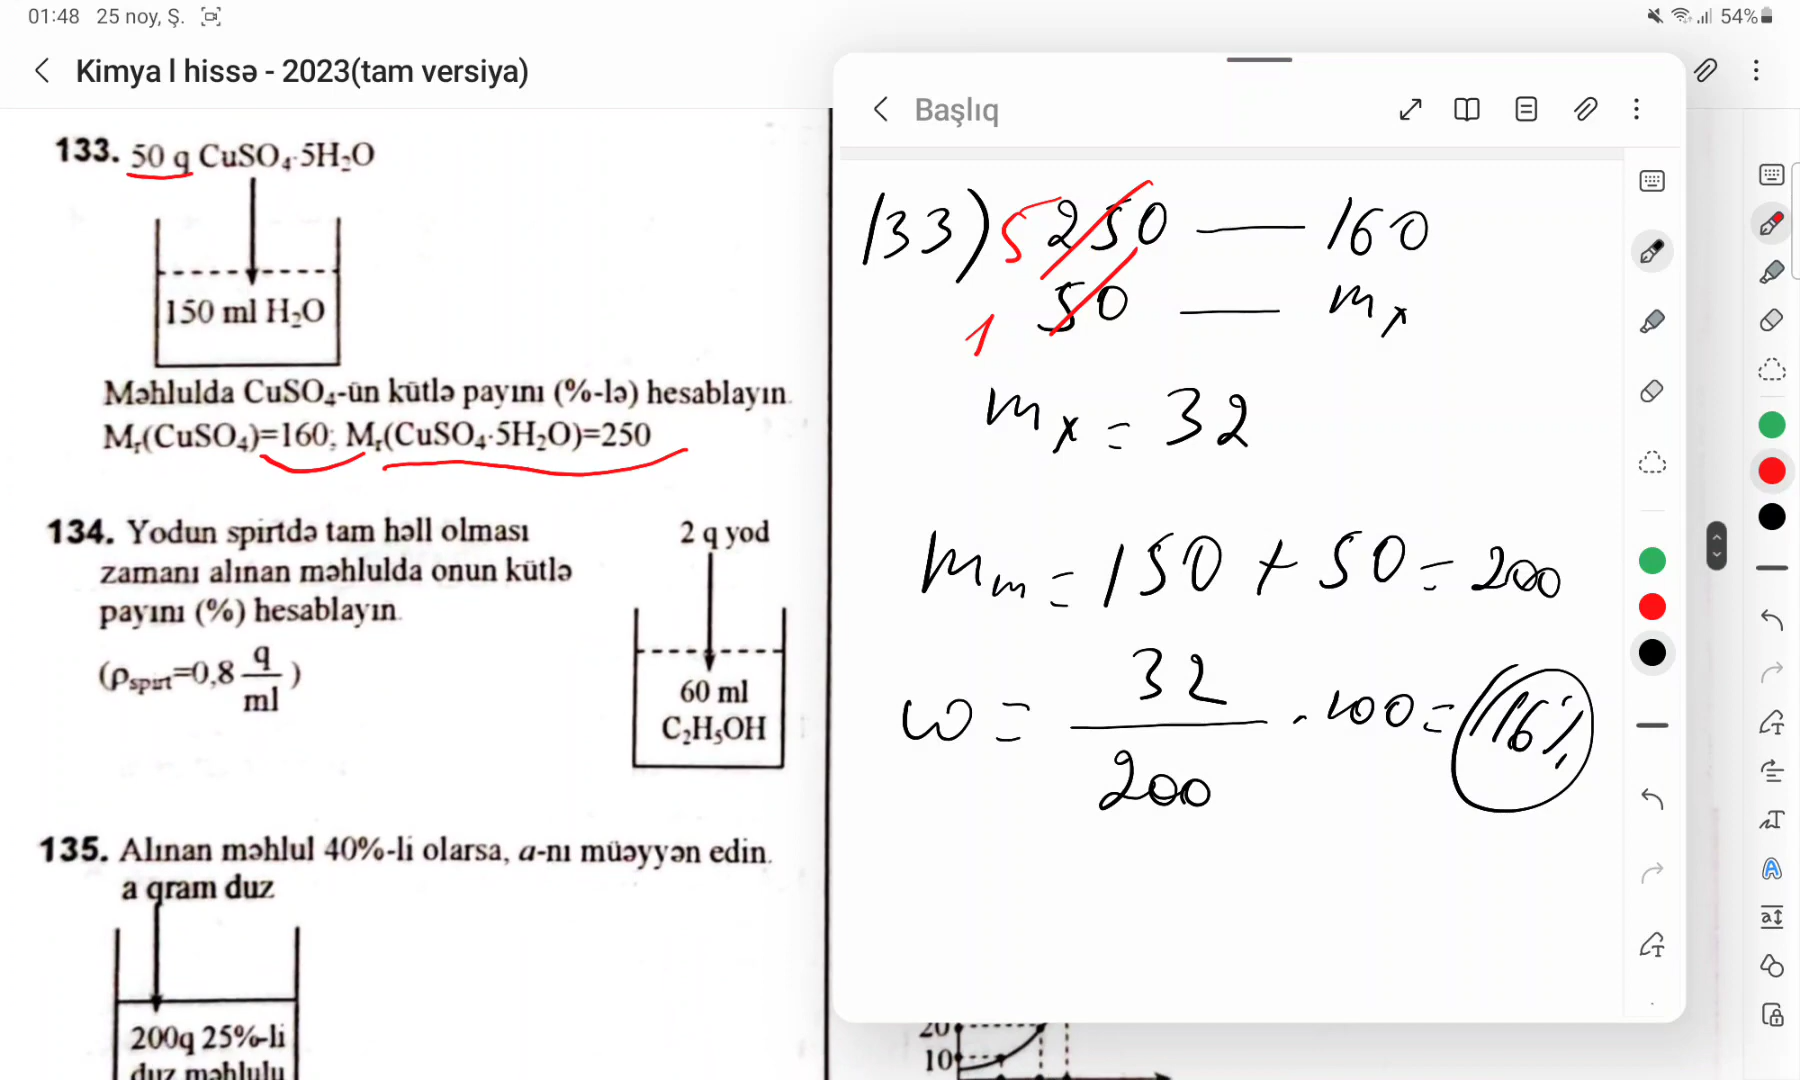 01:48 25 noy, Ş.
54%
Kimya I hissə - 2023(tam versiya)
133. 50 q CuSO₄·5H₂O
150 ml H₂O
Məhlulda CuSO₄-ün kütlə payını (%-lə) hesablayın.
Mᵣ(CuSO₄)=160; Mᵣ(CuSO₄·5H₂O)=250
134. Yodun spirtdə tam həll olması
zamanı alınan məhlulda onun kütlə
payını (%) hesablayın.
(ρspirt=0,8 q/ml)
2 q yod
60 ml
C₂H₅OH
135. Alınan məhlul 40%-li olarsa, a-nı müəyyən edin.
a qram duz
200q 25%-li
duz məhlulu
Başlıq
133) 5 250 — 160
1 50 — mₓ
mₓ = 32
mₘ = 150 + 50 = 200
ω = 32/200 · 100 = 16%
20
10